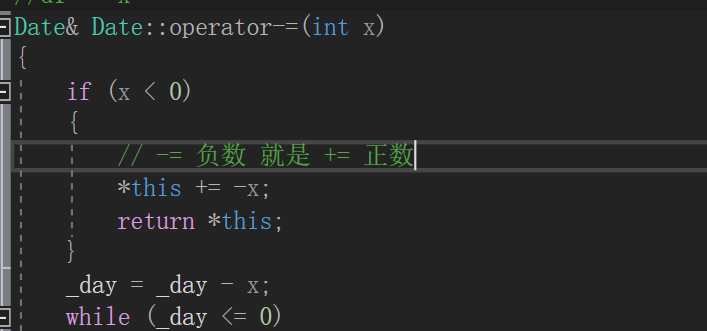 Date& Date::operator-=(int x)
{
if (x < 0)
{
// -= 负数 就是 += 正数
*this += -x;
return *this;
}
_day = _day - x;
while (_day <= 0)